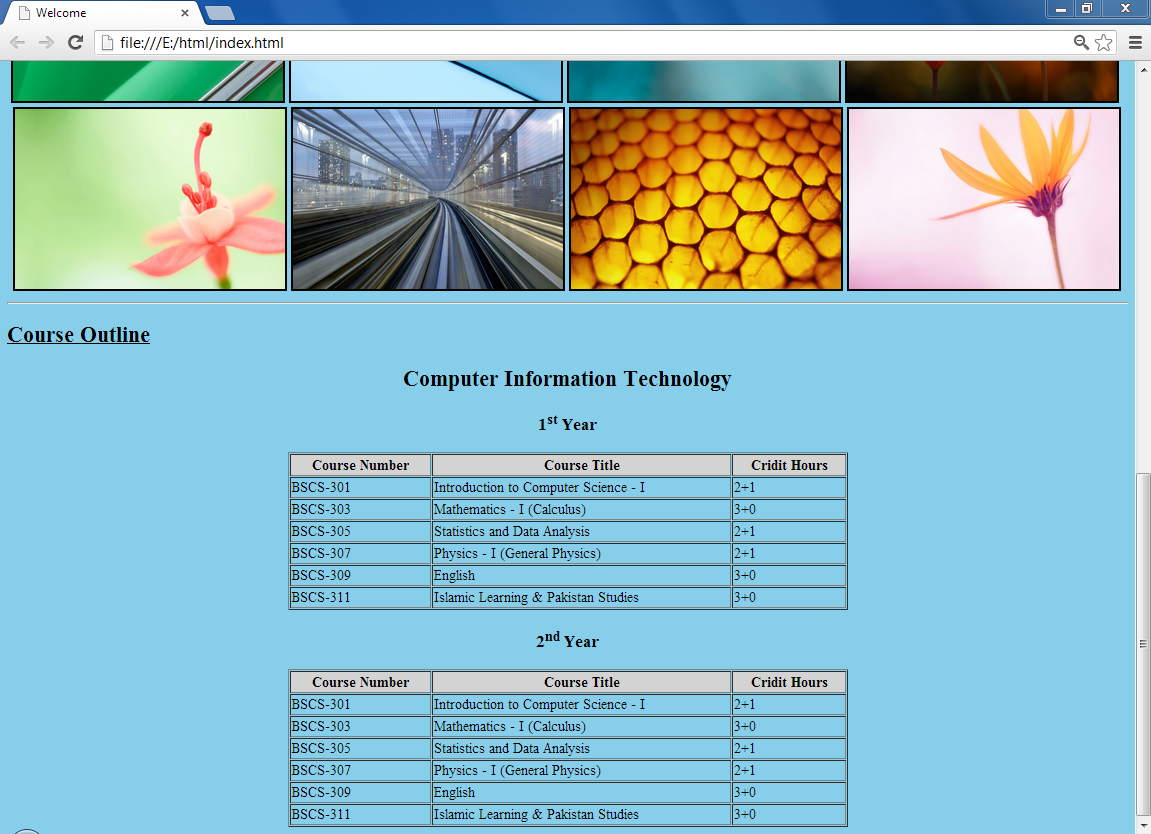 Welcome
file:///E:/html/index.html
Course Outline
Computer Information Technology
1st Year
Course Number Course Title Cridit Hours
BSCS-301 Introduction to Computer Science - I 2+1
BSCS-303 Mathematics - I (Calculus) 3+0
BSCS-305 Statistics and Data Analysis 2+1
BSCS-307 Physics - I (General Physics) 2+1
BSCS-309 English 3+0
BSCS-311 Islamic Learning & Pakistan Studies 3+0
2nd Year
Course Number Course Title Cridit Hours
BSCS-301 Introduction to Computer Science - I 2+1
BSCS-303 Mathematics - I (Calculus) 3+0
BSCS-305 Statistics and Data Analysis 2+1
BSCS-307 Physics - I (General Physics) 2+1
BSCS-309 English 3+0
BSCS-311 Islamic Learning & Pakistan Studies 3+0